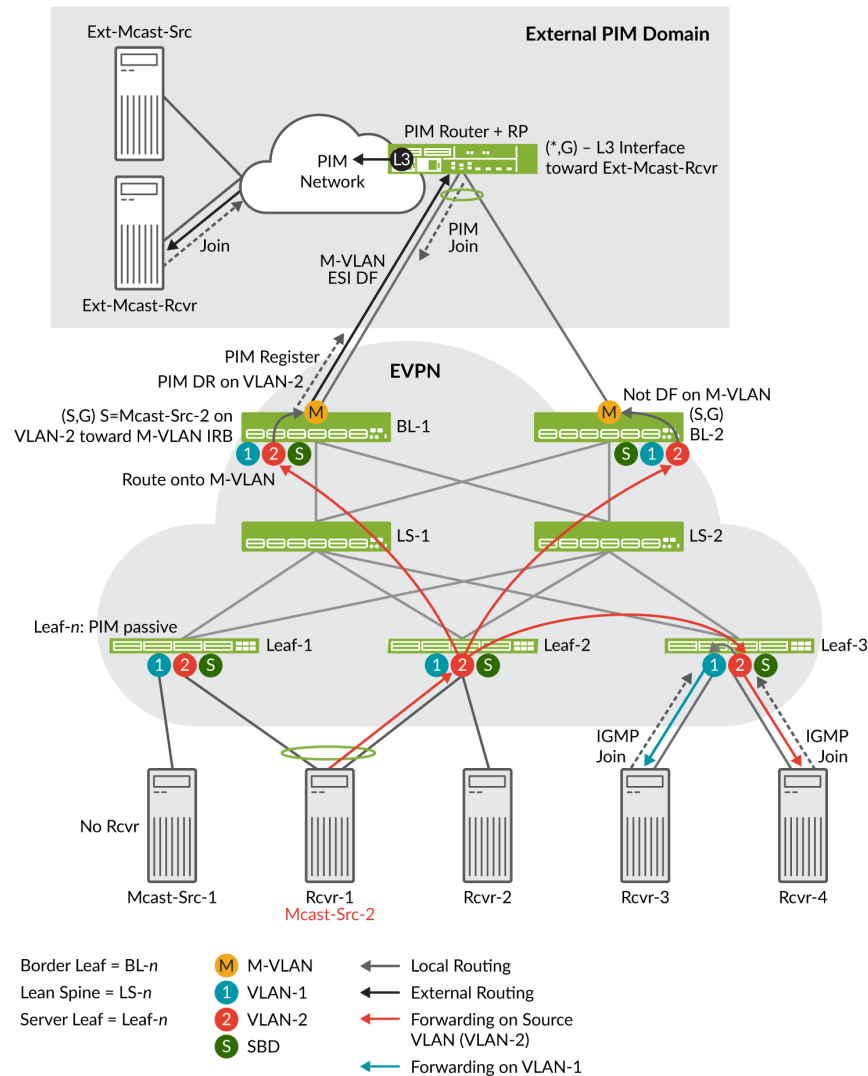 Ext-Mcast-Src
External PIM Domain
PIM Router + RP
(*,G) – L3 Interface
toward Ext-Mcast-Rcvr
L3
PIM
Network
Join
PIM
Join
M-VLAN
ESI DF
Ext-Mcast-Rcvr
PIM Register
PIM DR on VLAN-2
EVPN
Not DF on M-VLAN
(S,G)
BL-2
(S,G) S=Mcast-Src-2 on
VLAN-2 toward M-VLAN IRB
M
BL-1
M
1
2
S
S
1
2
Route onto M-VLAN
LS-1
LS-2
Leaf-n: PIM passive
Leaf-1
Leaf-2
Leaf-3
1
2
S
1
2
S
1
2
S
IGMP
Join
IGMP
Join
No Rcvr
Mcast-Src-1
Rcvr-1
Mcast-Src-2
Rcvr-2
Rcvr-3
Rcvr-4
Border Leaf = BL-n
Lean Spine = LS-n
Server Leaf = Leaf-n
M M-VLAN
1 VLAN-1
2 VLAN-2
S SBD
Local Routing
External Routing
Forwarding on Source
VLAN (VLAN-2)
Forwarding on VLAN-1